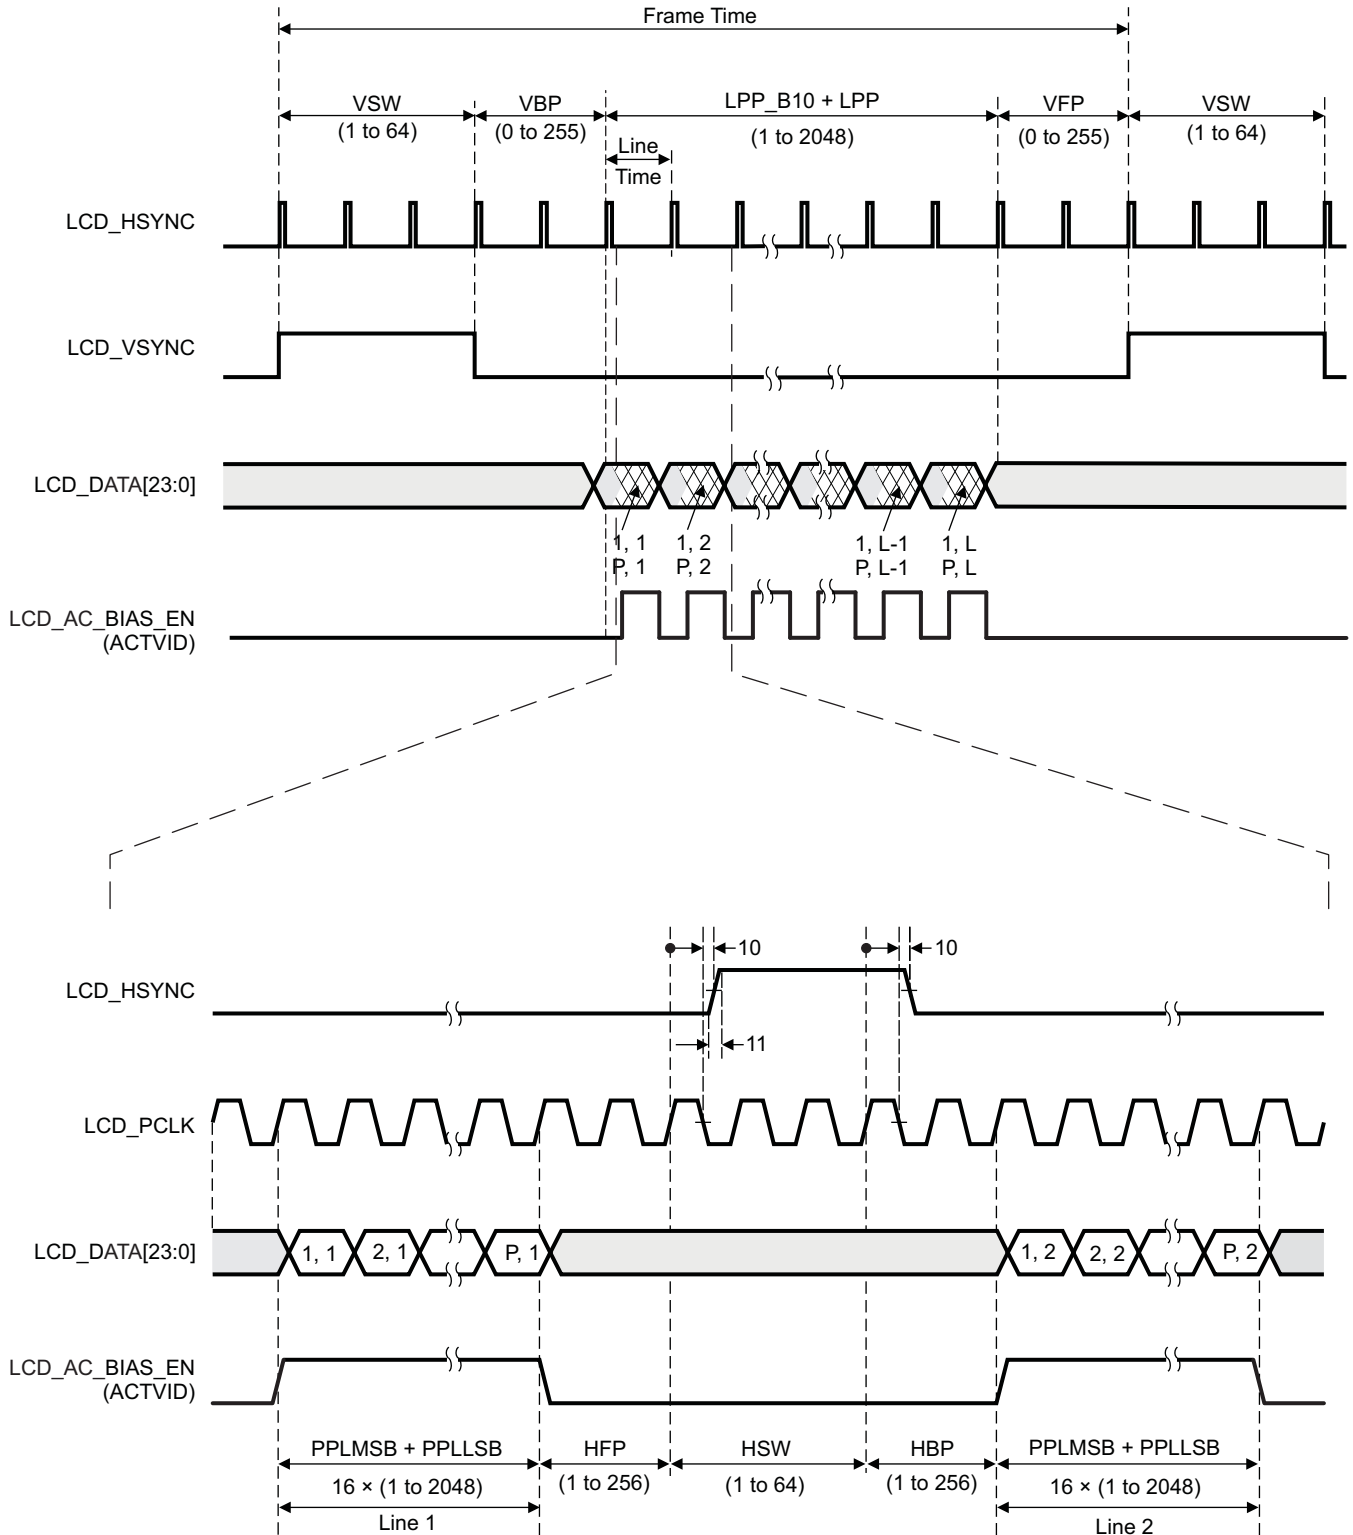 Frame Time
VSW
(1 to 64)
VBP
(0 to 255)
LPP_B10 + LPP
(1 to 2048)
VFP
(0 to 255)
VSW
(1 to 64)
Line
Time
LCD_HSYNC
LCD_VSYNC
LCD_DATA[23:0]
1, 1
P, 1
1, 2
P, 2
1, L-1
P, L-1
1, L
P, L
LCD_AC_BIAS_EN
(ACTVID)
10
10
LCD_HSYNC
11
LCD_PCLK
LCD_DATA[23:0]
1, 1
2, 1
P, 1
1, 2
2, 2
P, 2
LCD_AC_BIAS_EN
(ACTVID)
PPLMSB + PPLLSB
16 × (1 to 2048)
Line 1
HFP
(1 to 256)
HSW
(1 to 64)
HBP
(1 to 256)
PPLMSB + PPLLSB
16 × (1 to 2048)
Line 2